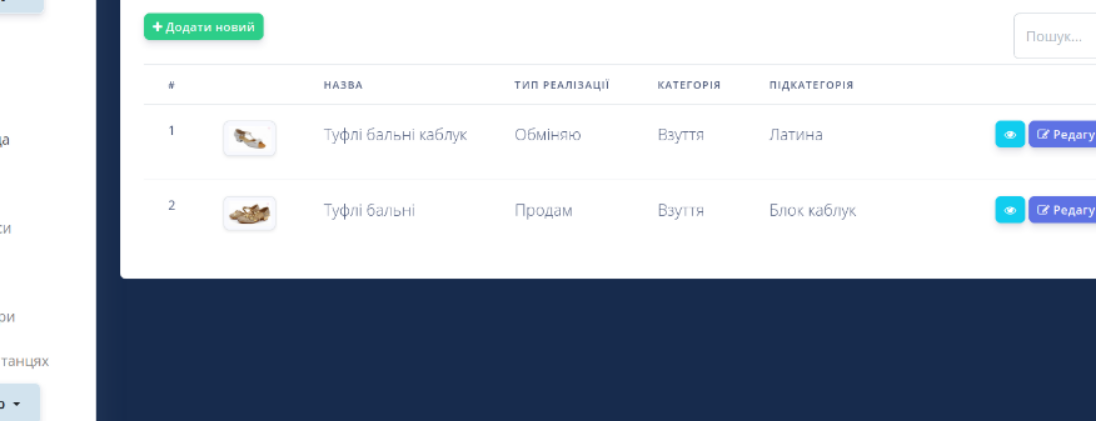 + Додати новий
Пошук...
# НАЗВА ТИП РЕАЛІЗАЦІЇ КАТЕГОРІЯ ПІДКАТЕГОРІЯ
1 Туфлі бальні каблук Обміняю Взуття Латина Редагу
2 Туфлі бальні Продам Взуття Блок каблук Редагу
да
си
ри
танцях